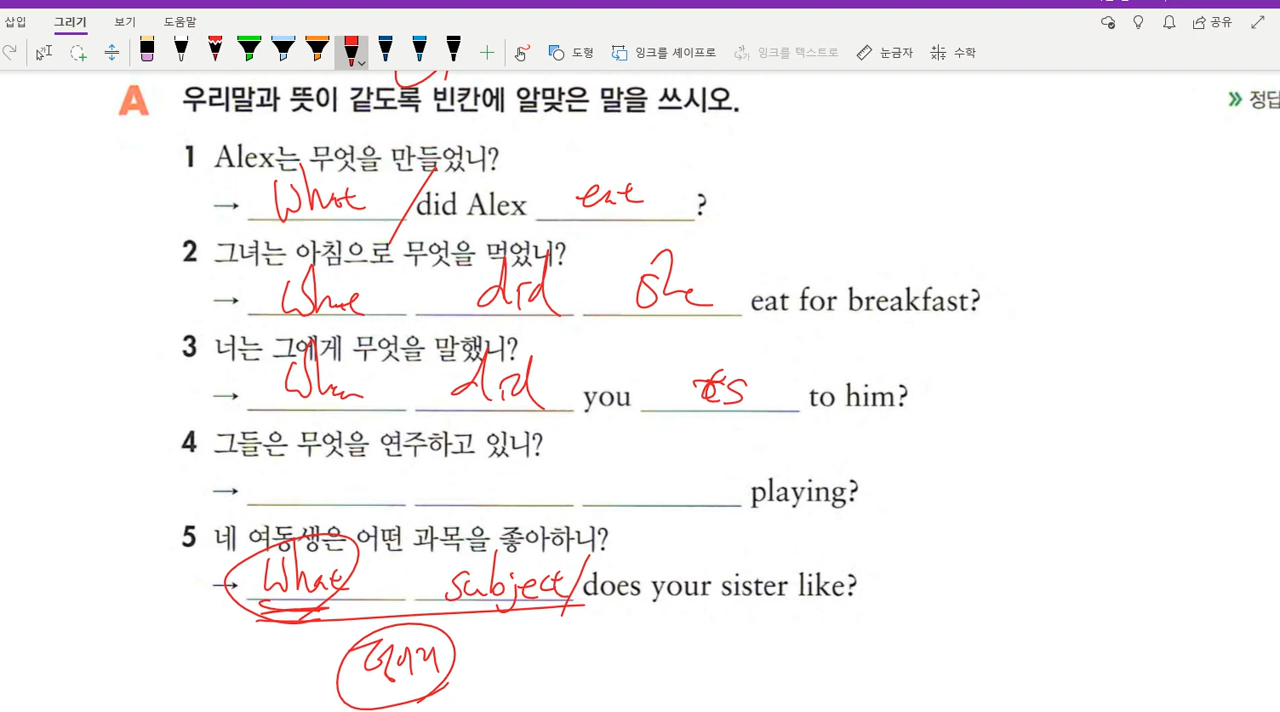 삽입 그리기 보기 도움말
공유
도형 잉크를 셰이프로 잉크를 텍스트로 눈금자 수학
A 우리말과 뜻이 같도록 빈칸에 알맞은 말을 쓰시오. » 정답
1 Alex는 무엇을 만들었니?
→ What did Alex eat ?
2 그녀는 아침으로 무엇을 먹었니?
→ What did she eat for breakfast?
3 너는 그에게 무엇을 말했니?
→ did you to him?
4 그들은 무엇을 연주하고 있니?
→ playing?
5 네 여동생은 어떤 과목을 좋아하니?
→ What subject does your sister like?